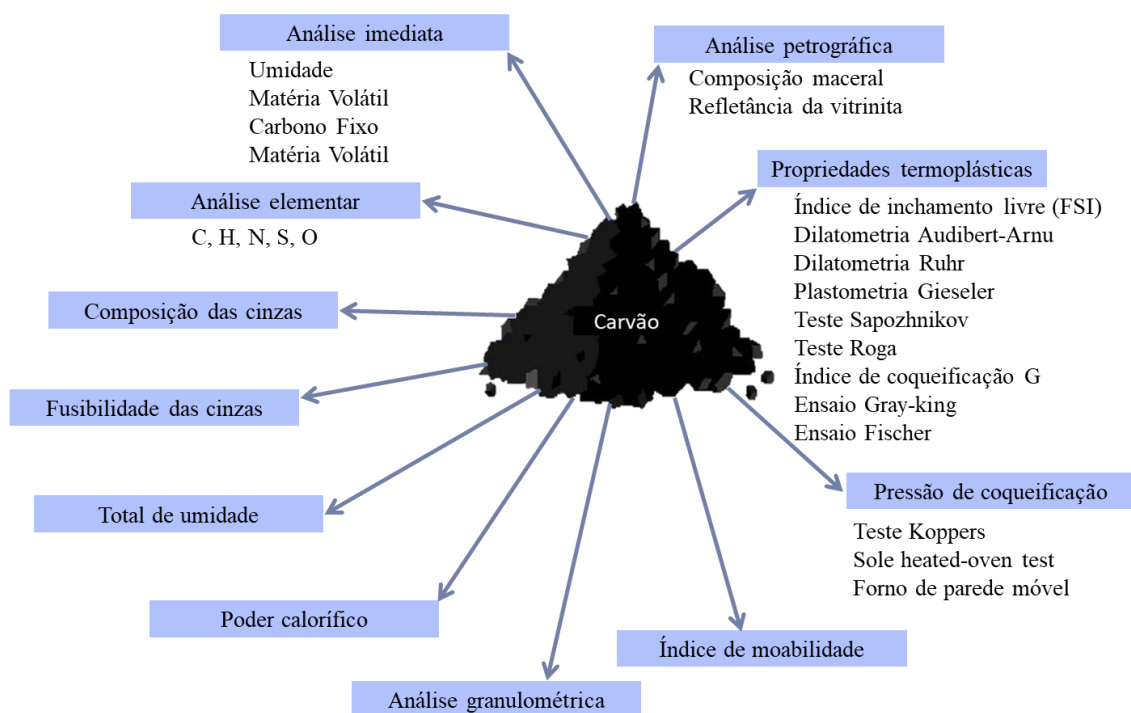 Análise imediata
Umidade
Matéria Volátil
Carbono Fixo
Matéria Volátil
Análise petrográfica
Composição maceral
Refletância da vitrinita
Propriedades termoplásticas
Índice de inchamento livre (FSI)
Dilatometria Audibert-Arnu
Dilatometria Ruhr
Plastometria Gieseler
Teste Sapozhnikov
Teste Roga
Índice de coqueificação G
Ensaio Gray-king
Ensaio Fischer
Análise elementar
C, H, N, S, O
Composição das cinzas
Carvão
Fusibilidade das cinzas
Pressão de coqueificação
Teste Koppers
Sole heated-oven test
Forno de parede móvel
Total de umidade
Poder calorífico
Índice de moabilidade
Análise granulométrica